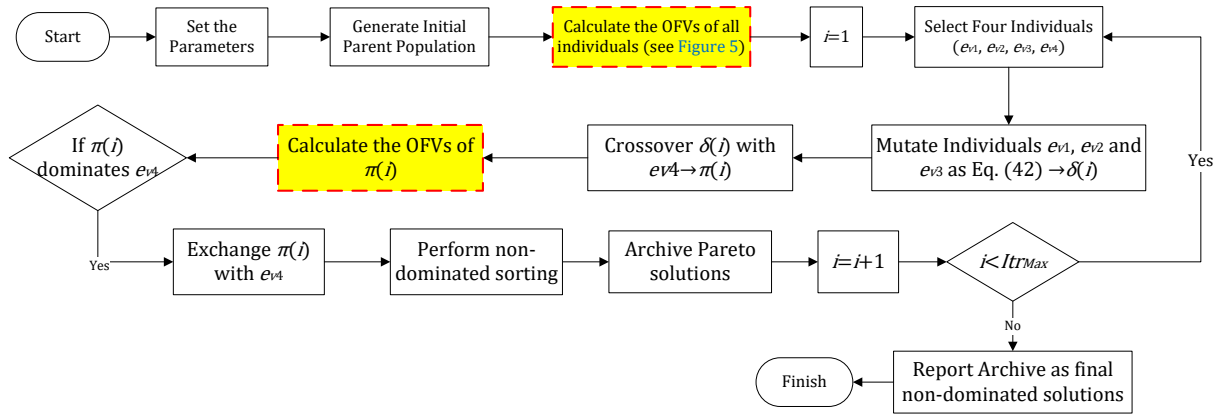 Start
Set the
Parameters
Generate Initial
Parent Population
Calculate the OFVs of all
individuals (see Figure 5)
i=1
Select Four Individuals
(ev1, ev2, ev3, ev4)
Mutate Individuals ev1, ev2 and
ev3 as Eq. (42) →δ(i)
Crossover δ(i) with
ev4→π(i)
Calculate the OFVs of
π(i)
If π(i)
dominates ev4
Yes
Yes
Exchange π(i)
with ev4
Perform non-
dominated sorting
Archive Pareto
solutions
i=i+1
i<ItrMax
No
Report Archive as final
non-dominated solutions
Finish